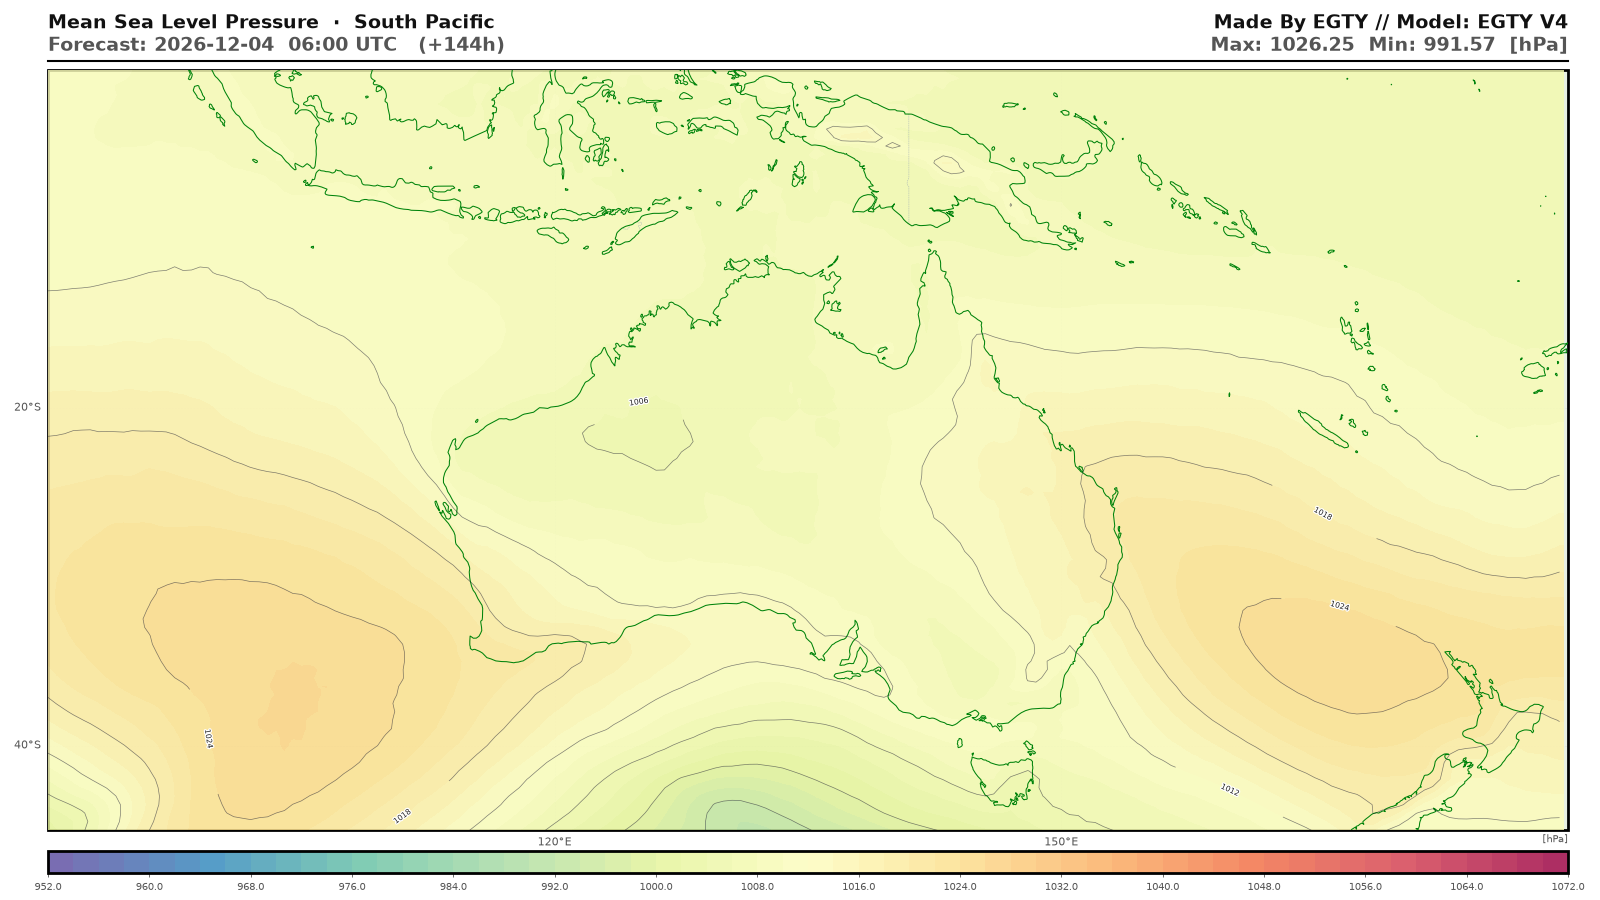 Mean Sea Level Pressure · South Pacific
Made By EGTY // Model: EGTY V4
Forecast: 2026-12-04 06:00 UTC (+144h)
Max: 1026.25 Min: 991.57 [hPa]
1006
20°S
1018
1024
1024
40°S
1012
1018
120°E
150°E
[hPa]
952.0 960.0 968.0 976.0 984.0 992.0 1000.0 1008.0 1016.0 1024.0 1032.0 1040.0 1048.0 1056.0 1064.0 1072.0